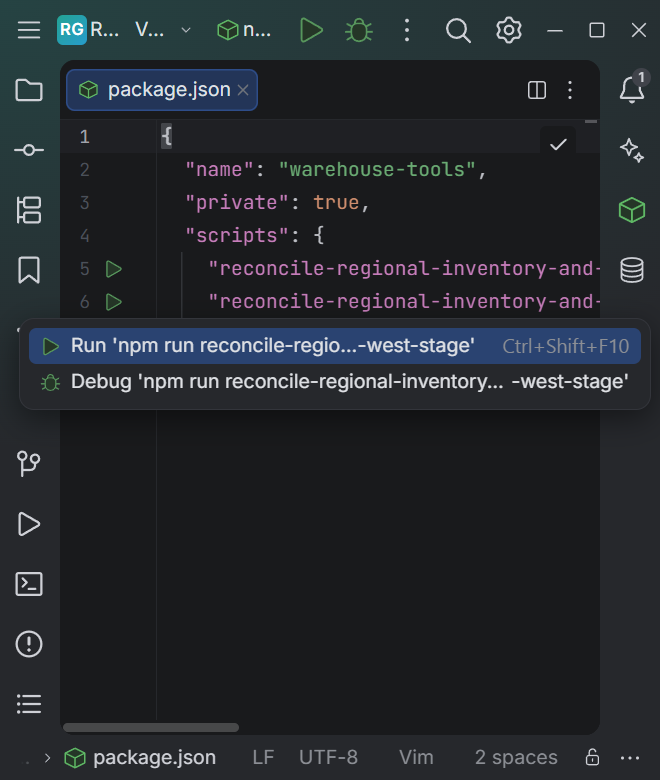 RG R... V... n...
package.json
1
1 {
2 "name": "warehouse-tools",
3 "private": true,
4 "scripts": {
5 "reconcile-regional-inventory-and-
6 "reconcile-regional-inventory-and-
Run 'npm run reconcile-regio...-west-stage' Ctrl+Shift+F10
Debug 'npm run reconcile-regional-inventory... -west-stage'
package.json LF UTF-8 Vim 2 spaces